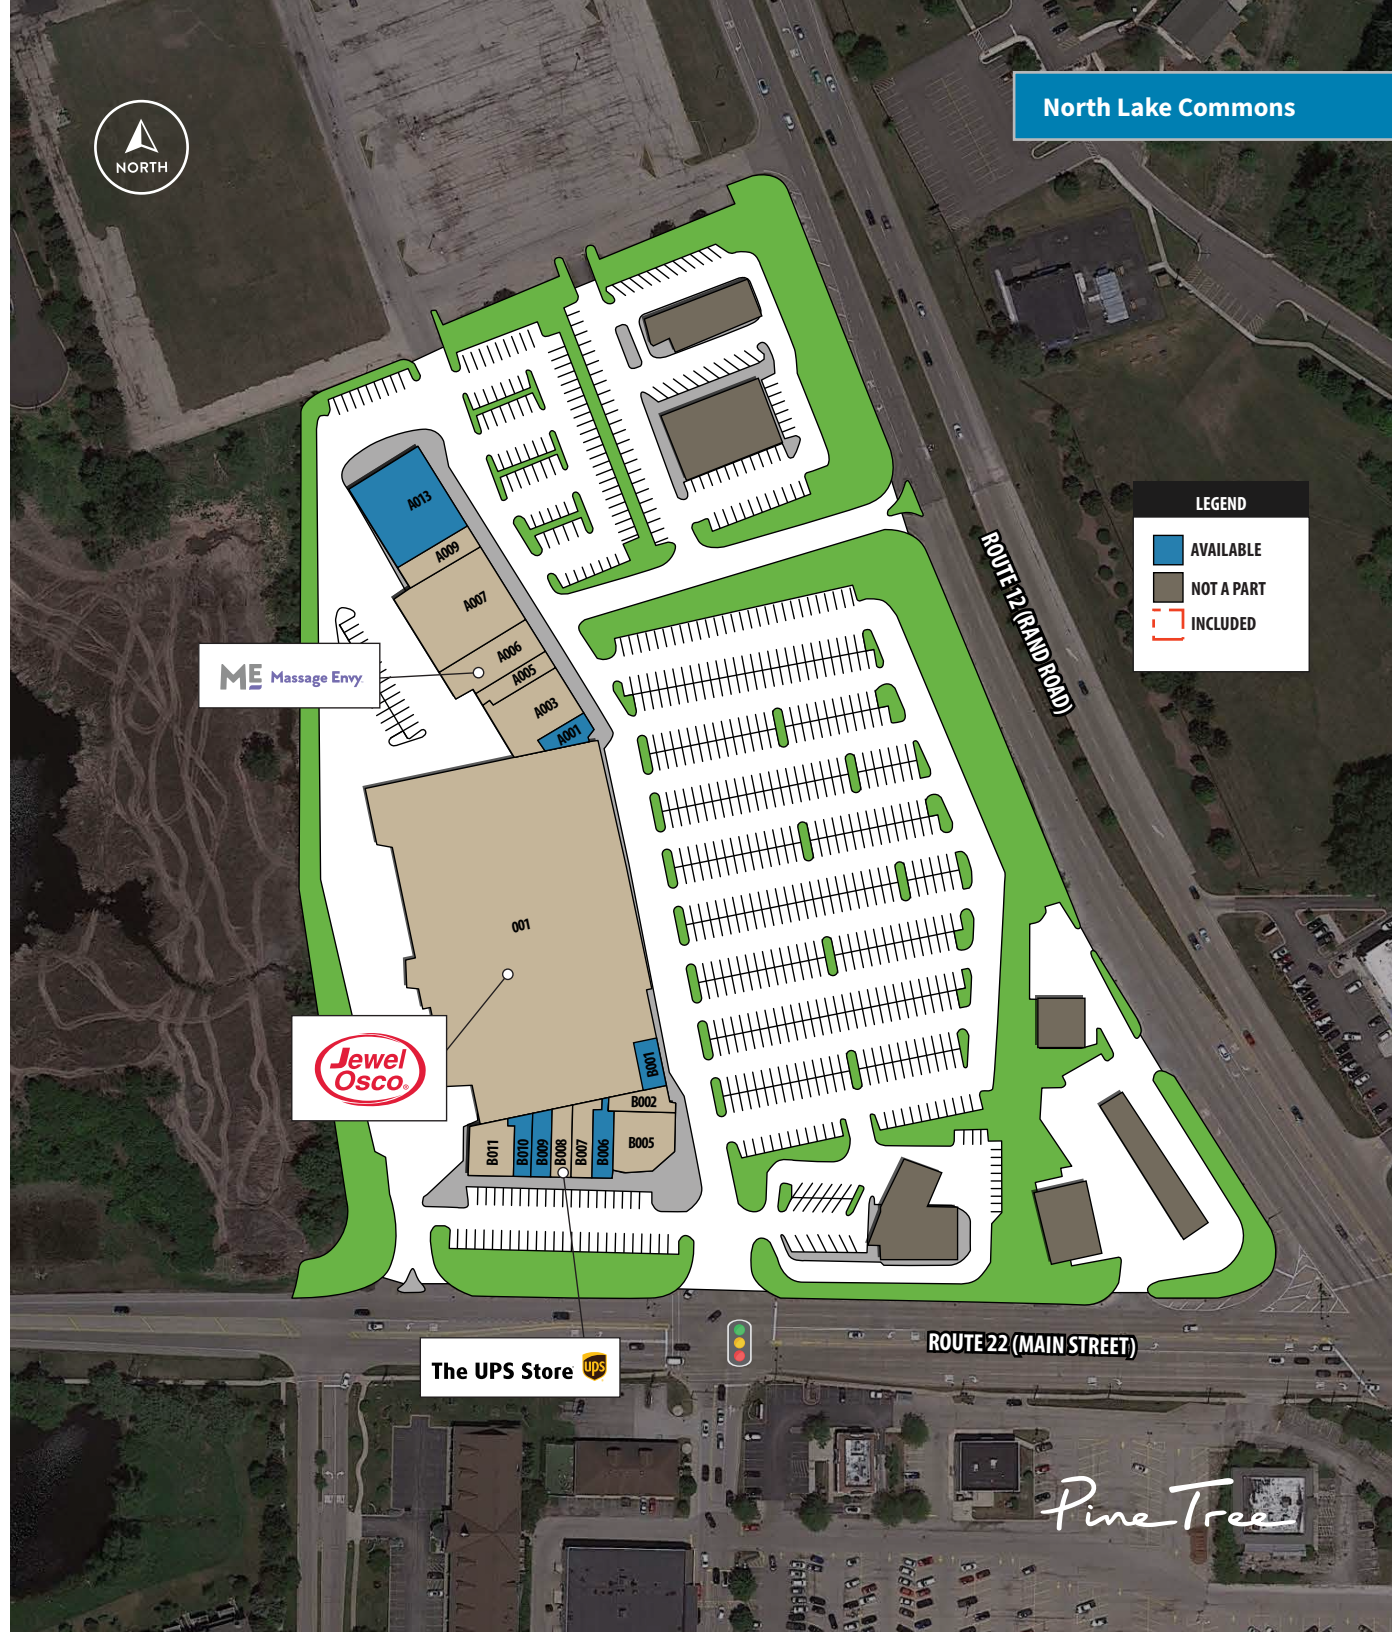 North Lake Commons
NORTH
LEGEND
AVAILABLE
NOT A PART
INCLUDED
ROUTE 12 (RAND ROAD)
A013
A009
A007
A006
A005
A003
A001
ME Massage Envy
001
Jewel
Osco
B001
B002
B005
B006
B007
B008
B009
B010
B011
The UPS Store ups
ROUTE 22 (MAIN STREET)
Pine Tree